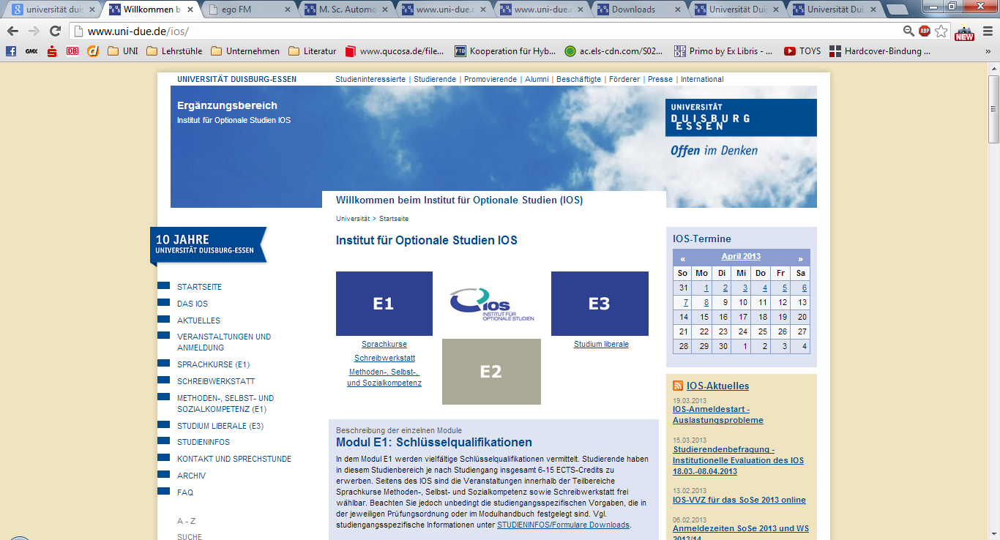 universität duis
Willkommen b
ego FM
M. Sc. Automo
www.uni-due.d
www.uni-due.d
Downloads
Universität Duis
Universität Duis
www.uni-due.de/ios/
ABP
NEW
GMX
DB
UNI
Lehrstühle
Unternehmen
Literatur
www.qucosa.de/file...
FTD
Kooperation für Hyb...
ac.els-cdn.com/S02...
Primo by Ex Libris - ...
TOYS
Hardcover-Bindung ...
»
UNIVERSITÄT DUISBURG-ESSEN
Studieninteressierte | Studierende | Promovierende | Alumni | Beschäftigte | Förderer | Presse | International
Ergänzungsbereich
Institut für Optionale Studien IOS
UNIVERSITÄT
DUISBURG
ESSEN
Offen im Denken
Willkommen beim Institut für Optionale Studien (IOS)
Universität > Startseite
10 JAHRE
UNIVERSITÄT DUISBURG-ESSEN
STARTSEITE
DAS IOS
AKTUELLES
VERANSTALTUNGEN UND
ANMELDUNG
SPRACHKURSE (E1)
SCHREIBWERKSTATT
METHODEN-, SELBST- UND
SOZIALKOMPETENZ (E1)
STUDIUM LIBERALE (E3)
STUDIENINFOS
KONTAKT UND SPRECHSTUNDE
ARCHIV
FAQ
A - Z
SUCHE
Institut für Optionale Studien IOS
E1
IOS
INSTITUT FÜR
OPTIONALE STUDIEN
E3
Sprachkurse
Schreibwerkstatt
Methoden-, Selbst-,
und Sozialkompetenz
E2
Studium liberale
Beschreibung der einzelnen Module
Modul E1: Schlüsselqualifikationen
In dem Modul E1 werden vielfältige Schlüsselqualifikationen vermittelt. Studierende haben
in diesem Studienbereich je nach Studiengang insgesamt 6-15 ECTS-Credits zu
erwerben. Seitens des IOS sind die Veranstaltungen innerhalb der Teilbereiche
Sprachkurse Methoden-, Selbst- und Sozialkompetenz sowie Schreibwerkstatt frei
wählbar. Beachten Sie jedoch unbedingt die studiengangsspezifischen Vorgaben, die in
der jeweiligen Prüfungsordnung oder im Modulhandbuch festgelegt sind. Vgl.
studiengangsspezifische Informationen unter STUDIENINFOS/Formulare Downloads.
IOS-Termine
« April 2013 »
So Mo Di Mi Do Fr Sa
31 1 2 3 4 5 6
7 8 9 10 11 12 13
14 15 16 17 18 19 20
21 22 23 24 25 26 27
28 29 30 1 2 3 4
IOS-Aktuelles
19.03.2013
IOS-Anmeldestart -
Auslastungsprobleme
15.03.2013
Studierendenbefragung -
Institutionelle Evaluation des IOS
18.03.-08.04.2013
13.02.2013
IOS-VVZ für das SoSe 2013 online
06.02.2013
Anmeldezeiten SoSe 2013 und WS
2013/14